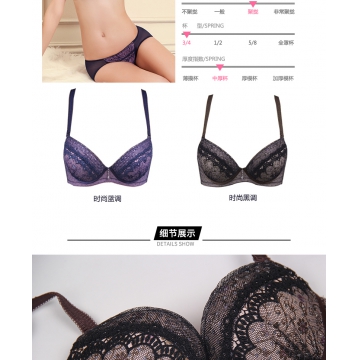 不聚拢 一般 聚拢 非常聚拢
杯 型/SPRING
3/4 1/2 5/8 全罩杯
厚度指数/SPRING
薄模杯 中厚杯 厚模杯 加厚模杯
时尚蓝调 时尚黑调
细节展示
DETAILS SHOW